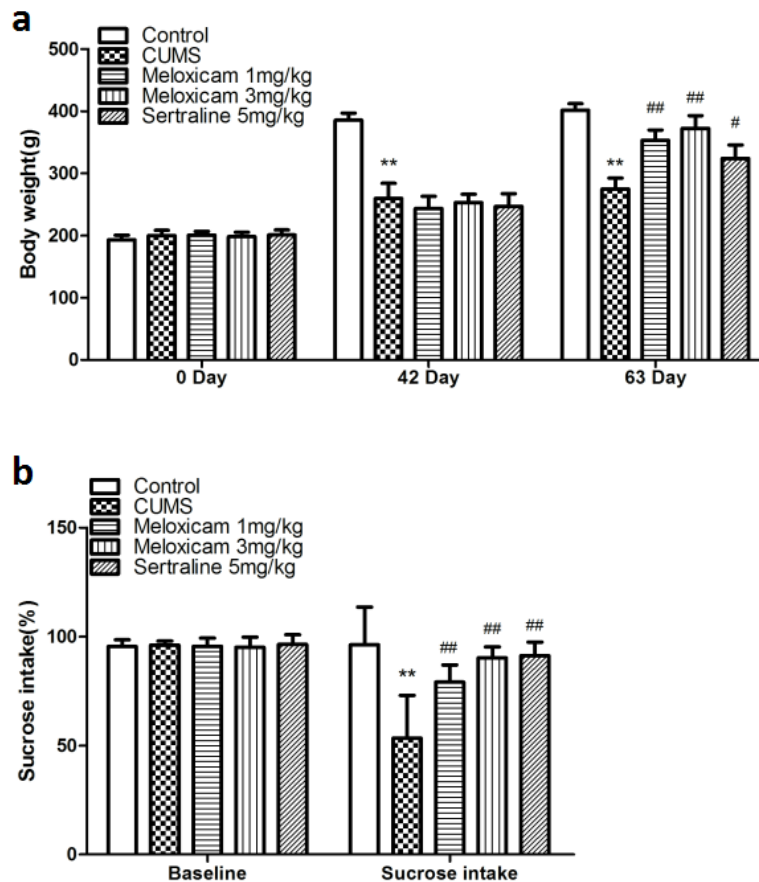 a
Control
CUMS
Meloxicam 1mg/kg
Meloxicam 3mg/kg
Sertraline 5mg/kg
Body weight(g)
500
400
300
200
100
0
**
**
##
##
#
0 Day
42 Day
63 Day
b
Control
CUMS
Meloxicam 1mg/kg
Meloxicam 3mg/kg
Sertraline 5mg/kg
Sucrose intake(%)
150
100
50
0
**
##
##
##
Baseline
Sucrose intake